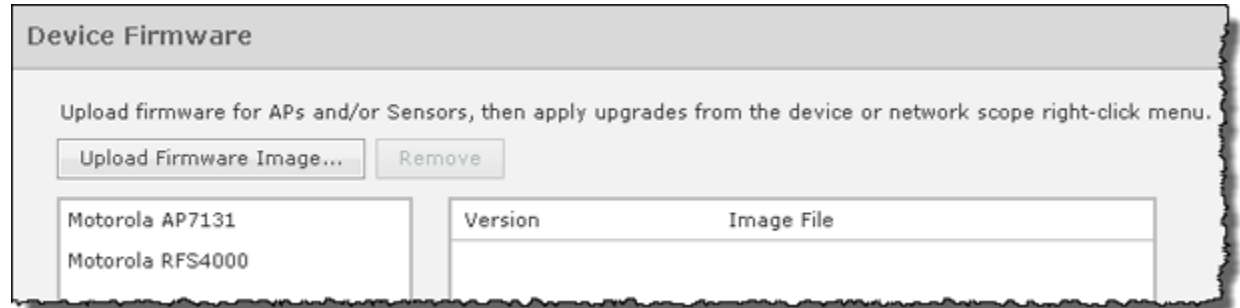 Device Firmware
Upload firmware for APs and/or Sensors, then apply upgrades from the device or network scope right-click menu.
Upload Firmware Image... Remove
Motorola AP7131
Motorola RFS4000
Version Image File